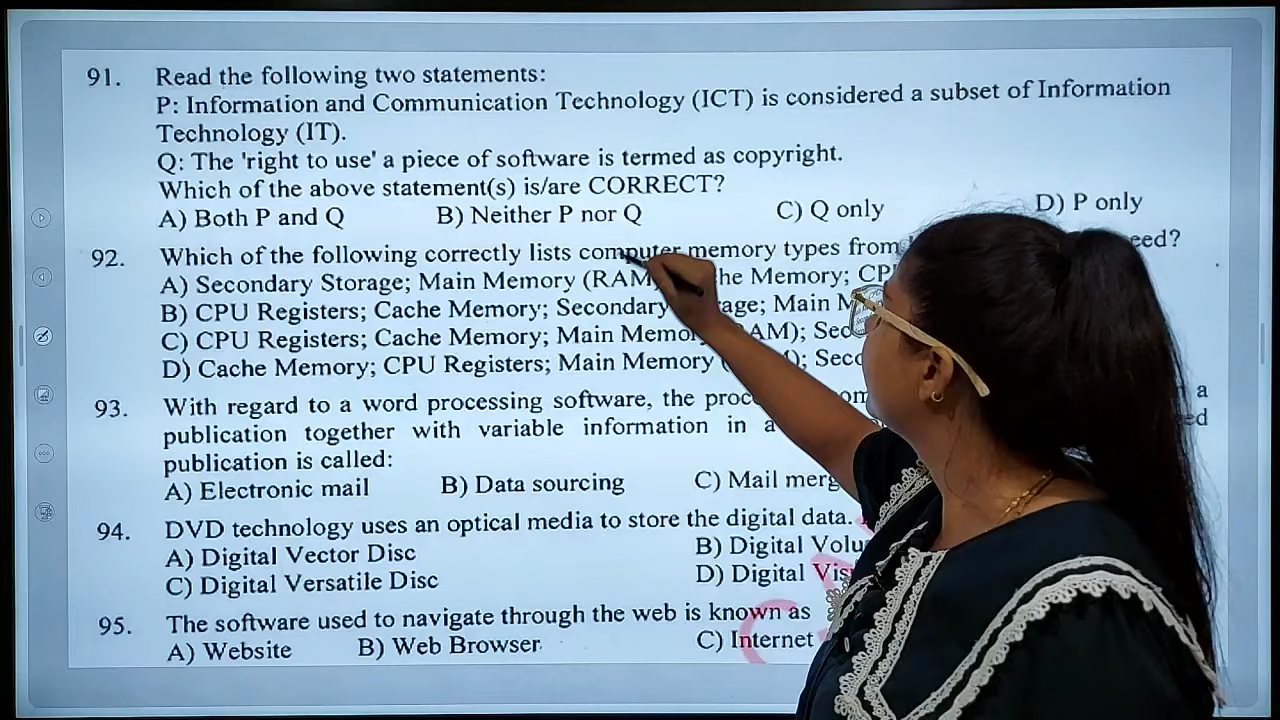 91. Read the following two statements:
P: Information and Communication Technology (ICT) is considered a subset of Information
Technology (IT).
Q: The 'right to use' a piece of software is termed as copyright.
Which of the above statement(s) is/are CORRECT?
A) Both P and Q B) Neither P nor Q C) Q only D) P only
92. Which of the following correctly lists computer memory types from
A) Secondary Storage; Main Memory (RAM Memory;
B) CPU Registers; Cache Memory; Secondary Main
C) CPU Registers; Cache Memory; Main
D) Cache Memory; CPU Registers; Main Memory
93. With regard to a word processing software, the a
publication together with variable information in a
publication is called:
A) Electronic mail B) Data sourcing C) Mail
94. DVD technology uses an optical media to store the digital data.
A) Digital Vector Disc B) Digital
C) Digital Versatile Disc D) Digital
95. The software used to navigate through the web is known as
A) Website B) Web Browser C) Internet